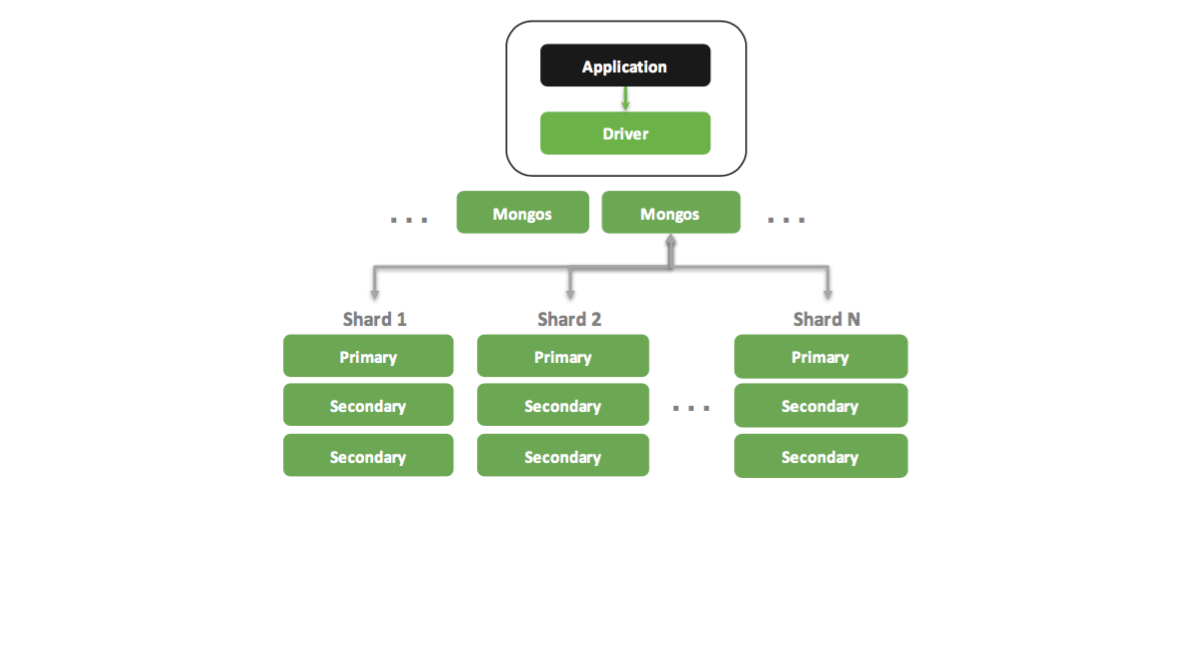 Application
Driver
... Mongos Mongos ...
Shard 1 Shard 2 Shard N
Primary Primary Primary
Secondary Secondary ... Secondary
Secondary Secondary Secondary